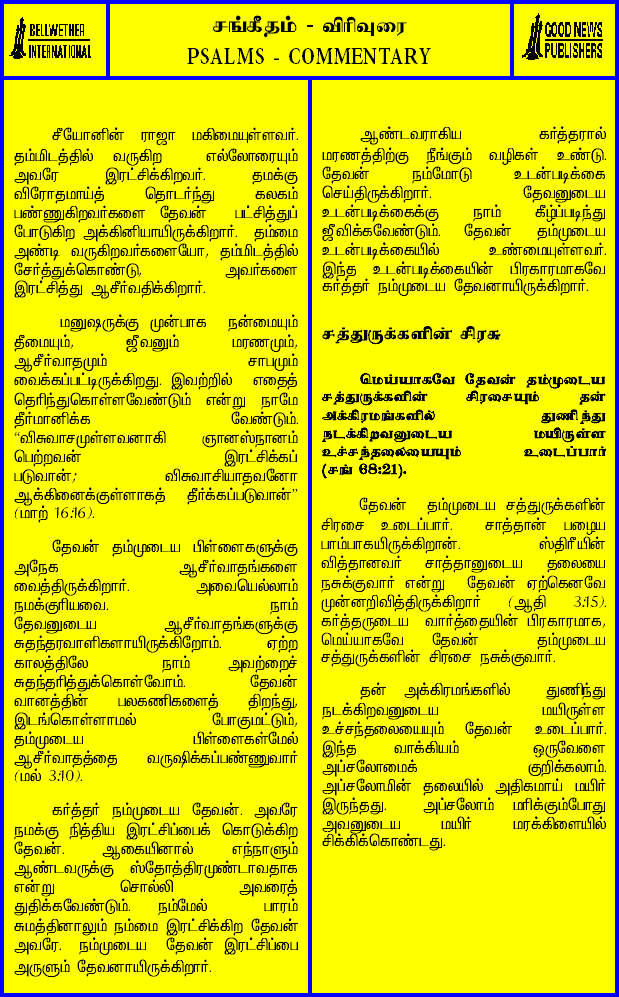 BELLWETHER
INTERNATIONAL
சங்கீதம் - விரிவுரை
PSALMS - COMMENTARY
GOOD NEWS
PUBLISHERS
சீயோனின் ராஜா மகிமையுள்ளவர்.
தம்மிடத்தில் வருகிற எல்லோரையும்
அவரே இரட்சிக்கிறவர். தமக்கு
விரோதமாய்த் தொடர்ந்து கலகம்
பண்ணுகிறவர்களை தேவன் பட்சித்துப்
போடுகிற அக்கினியாயிருக்கிறார். தம்மை
அண்டி வருகிறவர்களையோ, தம்மிடத்தில்
சேர்த்துக்கொண்டு, அவர்களை
இரட்சித்து ஆசீர்வதிக்கிறார்.
மனுஷருக்கு முன்பாக நன்மையும்
தீமையும், ஜீவனும் மரணமும்,
ஆசீர்வாதமும் சாபமும்
வைக்கப்பட்டிருக்கிறது. இவற்றில் எதைத்
தெரிந்துகொள்ளவேண்டும் என்று நாமே
தீர்மானிக்க வேண்டும்.
“விசுவாசமுள்ளவனாகி ஞானஸ்நானம்
பெற்றவன் இரட்சிக்கப்
படுவான்; விசுவாசியாதவனோ
ஆக்கினைக்குள்ளாகத் தீர்க்கப்படுவான்”
(மாற் 16:16).
தேவன் தம்முடைய பிள்ளைகளுக்கு
அநேக ஆசீர்வாதங்களை
வைத்திருக்கிறார். அவையெல்லாம்
நமக்குரியவை. நாம்
தேவனுடைய ஆசீர்வாதங்களுக்கு
சுதந்தரவாளிகளாயிருக்கிறோம். ஏற்ற
காலத்திலே நாம் அவற்றைச்
சுதந்தரித்துக்கொள்வோம். தேவன்
வானத்தின் பலகணிகளைத் திறந்து,
இடங்கொள்ளாமல் போகுமட்டும்,
தம்முடைய பிள்ளைகள்மேல்
ஆசீர்வாதத்தை வருஷிக்கப்பண்ணுவார்
(மல் 3:10).
கர்த்தர் நம்முடைய தேவன். அவரே
நமக்கு நித்திய இரட்சிப்பைக் கொடுக்கிற
தேவன். ஆகையினால் எந்நாளும்
ஆண்டவருக்கு ஸ்தோத்திரமுண்டாவதாக
என்று சொல்லி அவரைத்
துதிக்கவேண்டும். நம்மேல் பாரம்
சுமத்தினாலும் நம்மை இரட்சிக்கிற தேவன்
அவரே. நம்முடைய தேவன் இரட்சிப்பை
அருளும் தேவனாயிருக்கிறார்.
ஆண்டவராகிய கர்த்தரால்
மரணத்திற்கு நீங்கும் வழிகள் உண்டு.
தேவன் நம்மோடு உடன்படிக்கை
செய்திருக்கிறார். தேவனுடைய
உடன்படிக்கைக்கு நாம் கீழ்ப்படிந்து
ஜீவிக்கவேண்டும். தேவன் தம்முடைய
உடன்படிக்கையில் உண்மையுள்ளவர்.
இந்த உடன்படிக்கையின் பிரகாரமாகவே
கர்த்தர் நம்முடைய தேவனாயிருக்கிறார்.
சத்துருக்களின் சிரசு
மெய்யாகவே தேவன் தம்முடைய
சத்துருக்களின் சிரசையும் தன்
அக்கிரமங்களில் துணிந்து
நடக்கிறவனுடைய மயிருள்ள
உச்சந்தலையையும் உடைப்பார்
(சங் 68:21).
தேவன் தம்முடைய சத்துருக்களின்
சிரசை உடைப்பார். சாத்தான் பழைய
பாம்பாகயிருக்கிறான். ஸ்திரீயின்
வித்தானவர் சாத்தானுடைய தலையை
நசுக்குவார் என்று தேவன் ஏற்கெனவே
முன்னறிவித்திருக்கிறார் (ஆதி 3:15).
கர்த்தருடைய வார்த்தையின் பிரகாரமாக,
மெய்யாகவே தேவன் தம்முடைய
சத்துருக்களின் சிரசை நசுக்குவார்.
தன் அக்கிரமங்களில் துணிந்து
நடக்கிறவனுடைய மயிருள்ள
உச்சந்தலையையும் தேவன் உடைப்பார்.
இந்த வாக்கியம் ஒருவேளை
அப்சலோமைக் குறிக்கலாம்.
அப்சலோமின் தலையில் அதிகமாய் மயிர்
இருந்தது. அப்சலோம் மரிக்கும்போது
அவனுடைய மயிர் மரக்கிளையில்
சிக்கிக்கொண்டது.